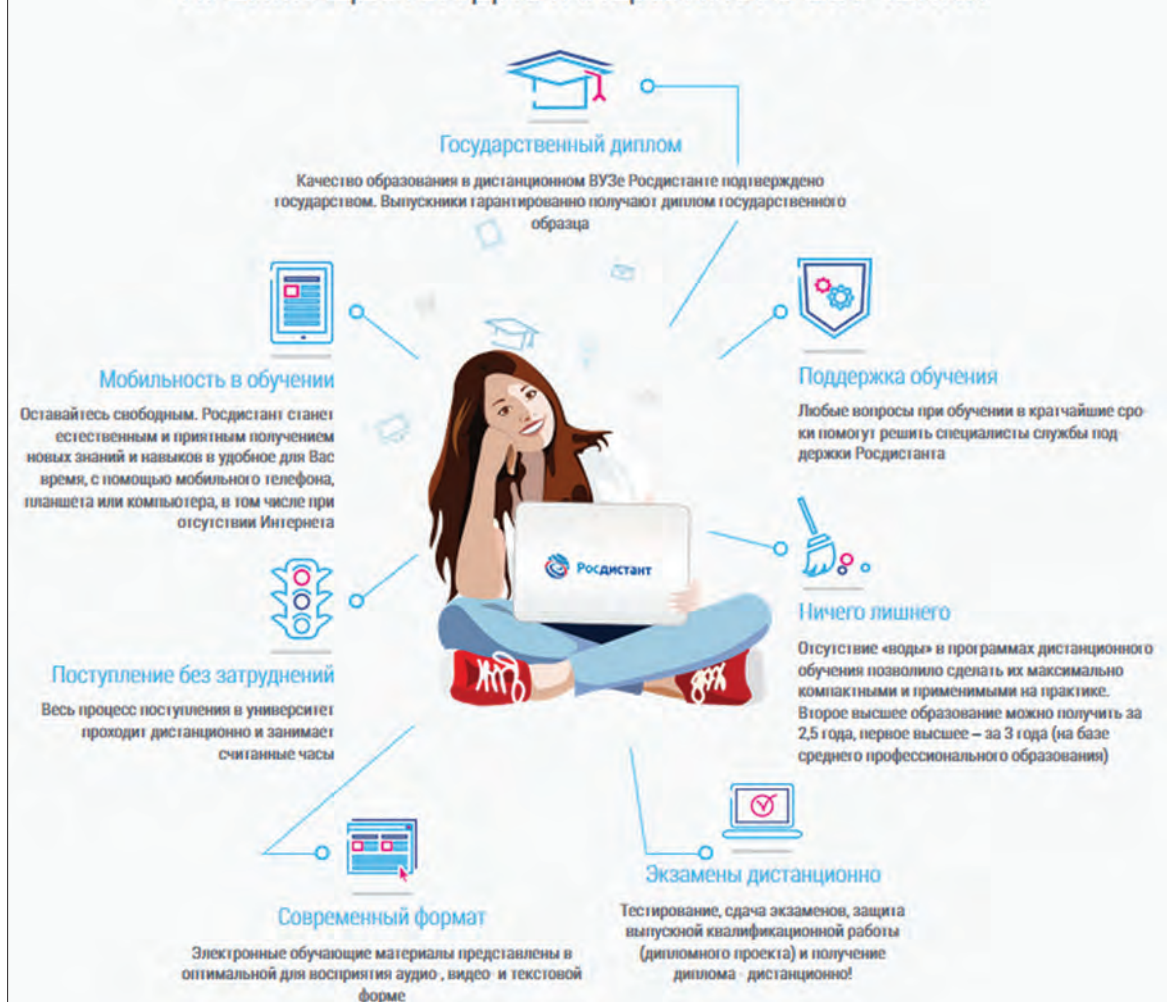 Государственный диплом
Качество образования в дистанционном ВУЗе Росдистанте подтверждено
государством. Выпускники гарантированно получают диплом государственного
образца
Мобильность в обучении
Оставайтесь свободным. Росдистант станет
естественным и приятным получением
новых знаний и навыков в удобное для Вас
время, с помощью мобильного телефона,
планшета или компьютера, в том числе при
отсутствии Интернета
Поддержка обучения
Любые вопросы при обучении в кратчайшие сро-
ки помогут решить специалисты службы под-
держки Росдистанта
Росдистант
Поступление без затруднений
Весь процесс поступления в университет
проходит дистанционно и занимает
считанные часы
Ничего лишнего
Отсутствие «воды» в программах дистанционного
обучения позволило сделать их максимально
компактными и применимыми на практике.
Второе высшее образование можно получить за
2,5 года, первое высшее – за 3 года (на базе
среднего профессионального образования)
Современный формат
Электронные обучающие материалы представлены в
оптимальной для восприятия аудио-, видео- и текстовой
форме
Экзамены дистанционно
Тестирование, сдача экзаменов, защита
выпускной квалификационной работы
(дипломного проекта) и получение
диплома - дистанционно!